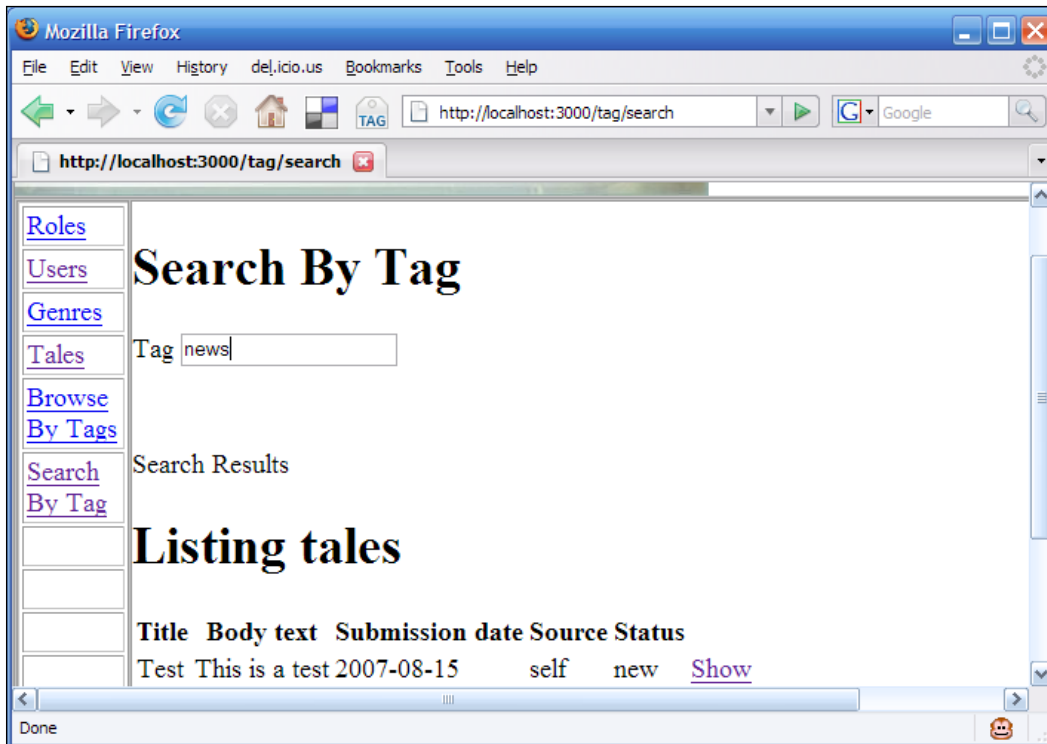 Mozilla Firefox
File Edit View History del.icio.us Bookmarks Tools Help
TAG http://localhost:3000/tag/search G Google
http://localhost:3000/tag/search
Roles
Users
Genres
Tales
Browse
By Tags
Search
By Tag
Search By Tag
Tag news
Search Results
Listing tales
Title Body text Submission date Source Status
Test This is a test 2007-08-15 self new Show
Done